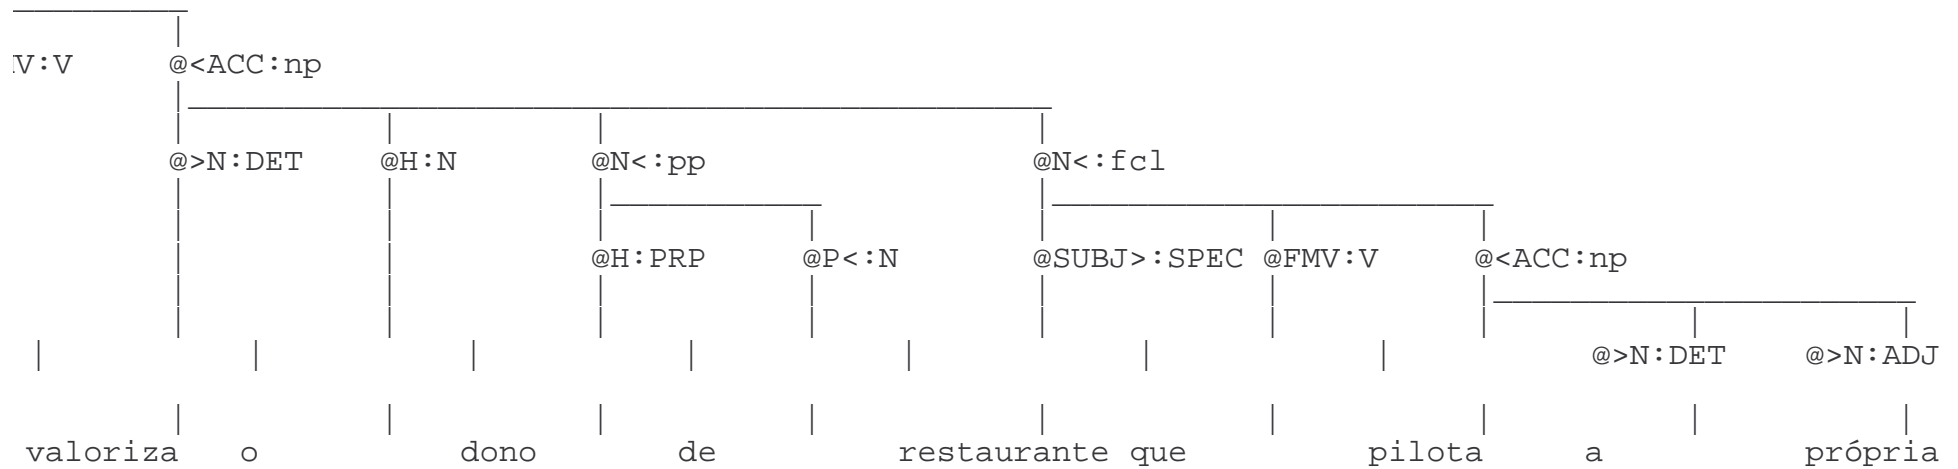 V:V @<ACC:np
@>N:DET @H:N @N<:pp @N<:fcl
@H:PRP @P<:N @SUBJ>:SPEC @FMV:V @<ACC:np
@>N:DET @>N:ADJ
valoriza o dono de restaurante que pilota a própria